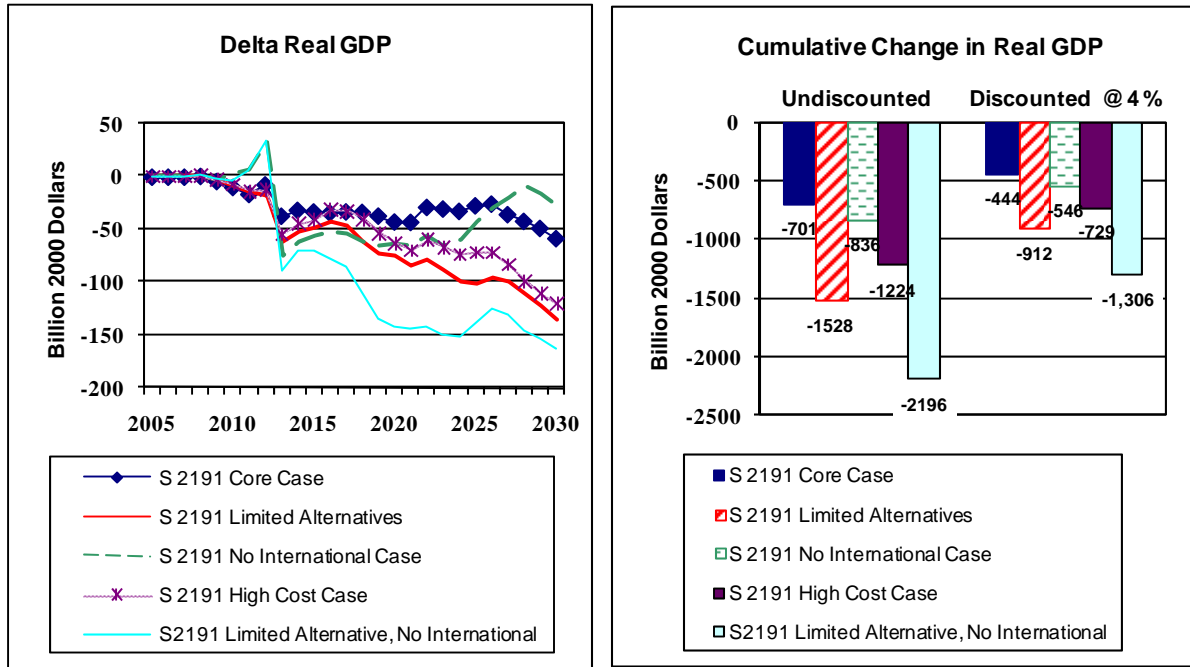 Delta Real GDP
Billion 2000 Dollars
50
0
-50
-100
-150
-200
2005 2010 2015 2020 2025 2030
S 2191 Core Case
S 2191 Limited Alternatives
S 2191 No International Case
S 2191 High Cost Case
S2191 Limited Alternative, No International
Cumulative Change in Real GDP
Undiscounted Discounted @ 4 %
Billion 2000 Dollars
0
-500
-1000
-1500
-2000
-2500
-701
-1528
-836
-1224
-2196
-444
-912
-546
-729
-1,306
S 2191 Core Case
S 2191 Limited Alternatives
S 2191 No International Case
S 2191 High Cost Case
S2191 Limited Alternative, No International